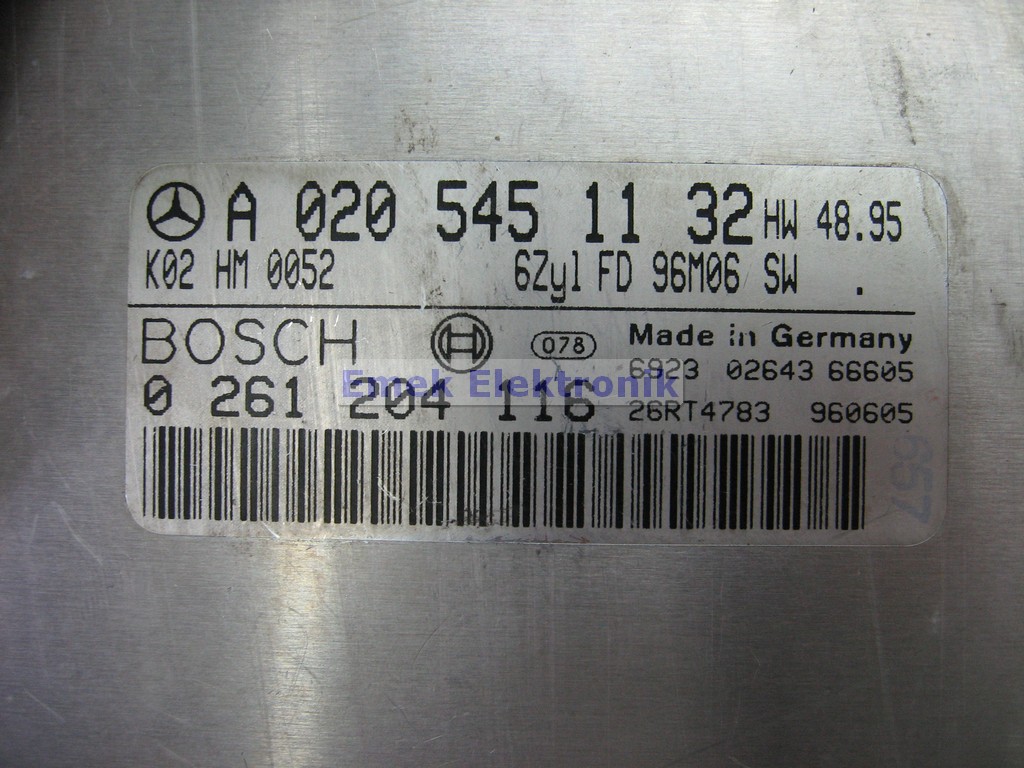 A 020 545 11 32 HW 48.95
K02 HM 0052 6Zyl FD 96M06 SW .
BOSCH 078 Made in Germany
6923 02643 66605
Emek Elektronik
0 261 204 116 26RT4783 960605
657